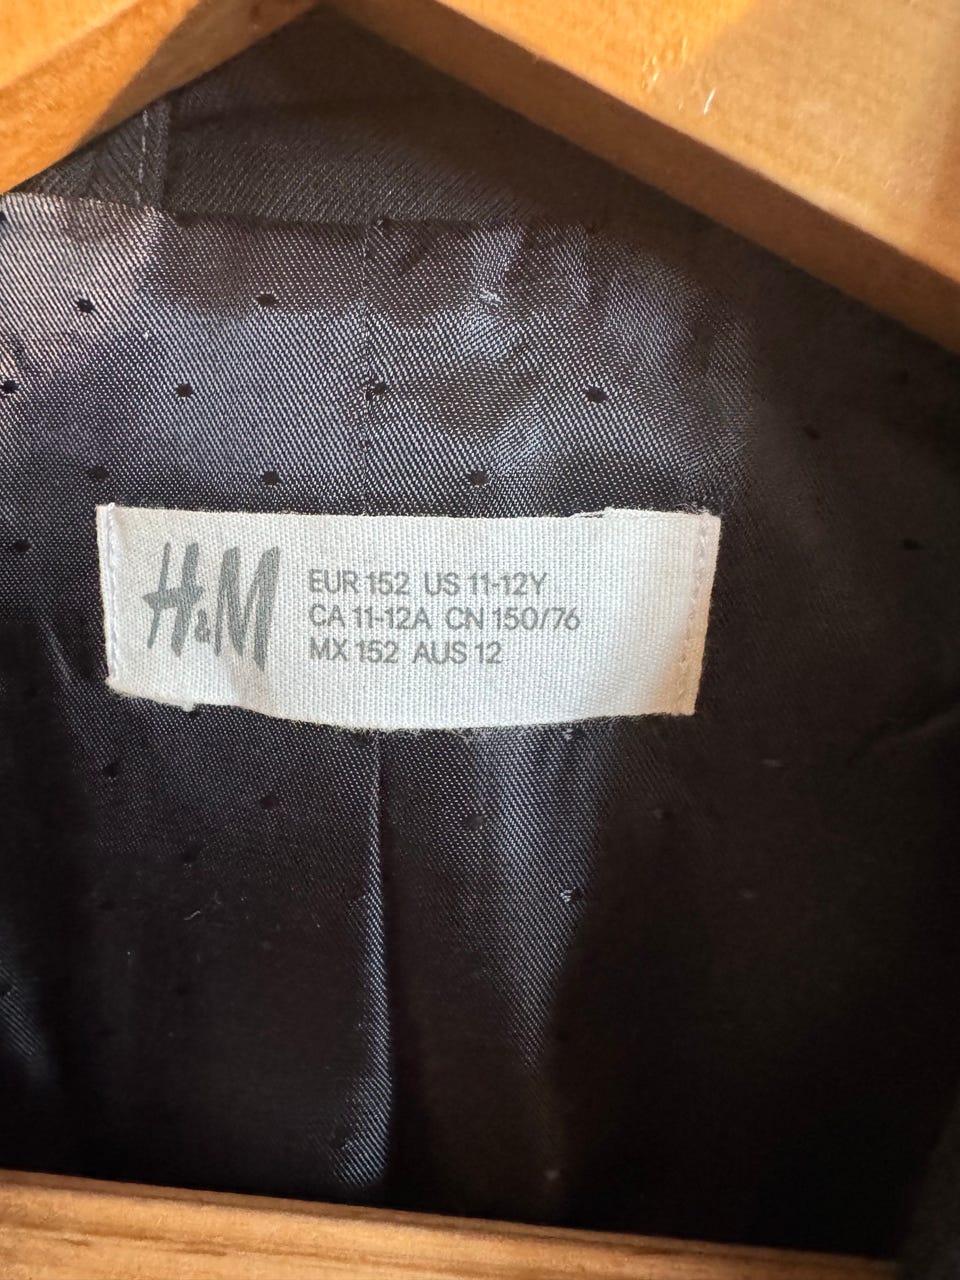 H&M
EUR 152 US 11-12Y
CA 11-12A CN 150/76
MX 152 AUS 12